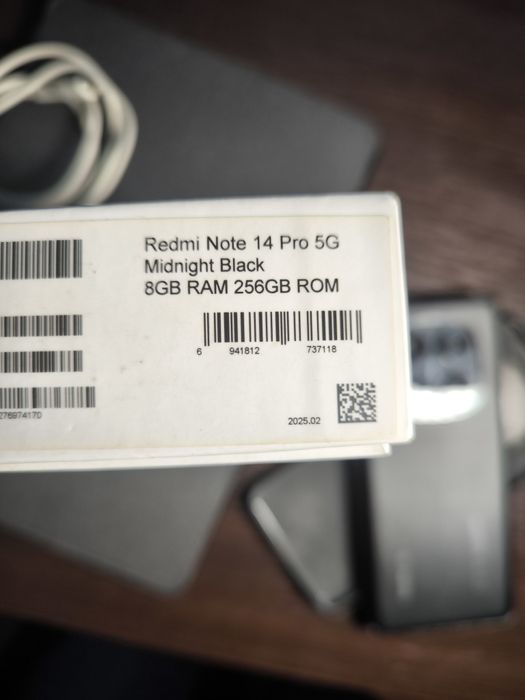 Redmi Note 14 Pro 5G
Midnight Black
8GB RAM 256GB ROM
6 941812 737118
2025.02